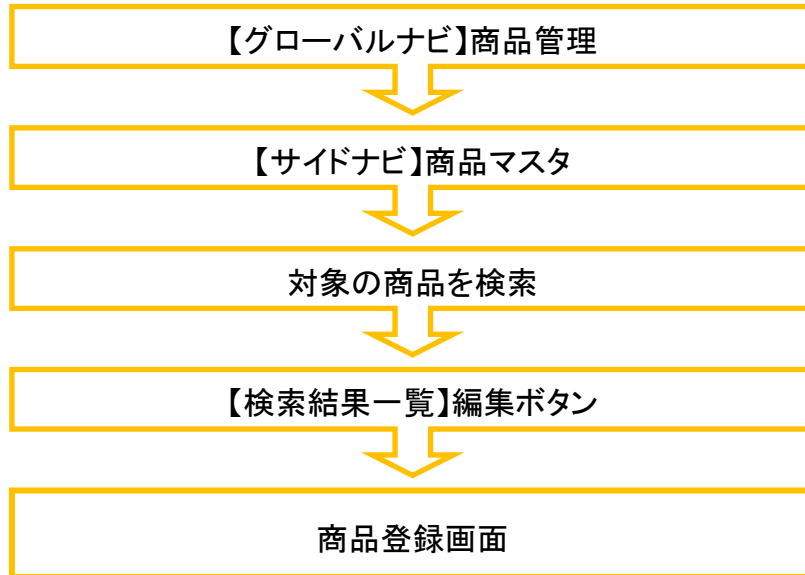 【グローバルナビ】商品管理
【サイドナビ】商品マスタ
対象の商品を検索
【検索結果一覧】編集ボタン
商品登録画面